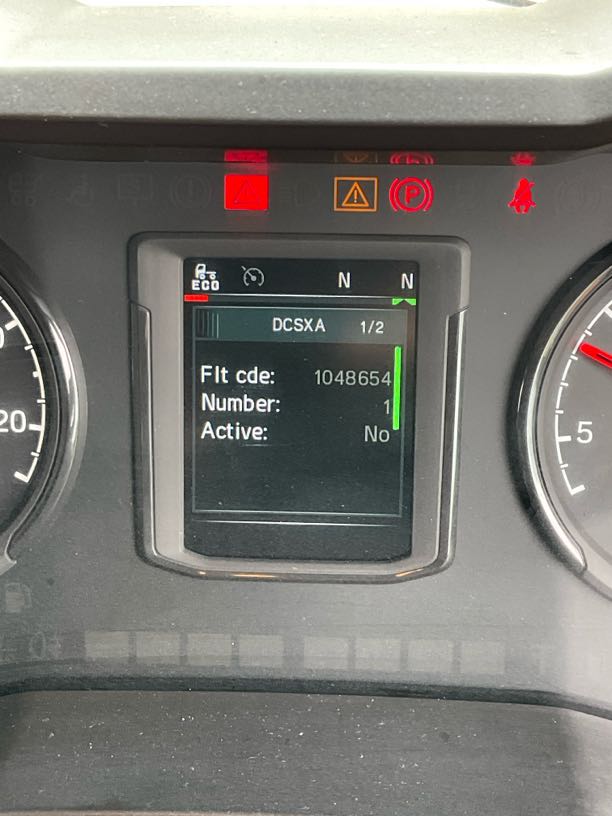 P
ECO N N
DCSXA 1/2
Flt cde: 1048654
Number: 1
Active: No
20
5